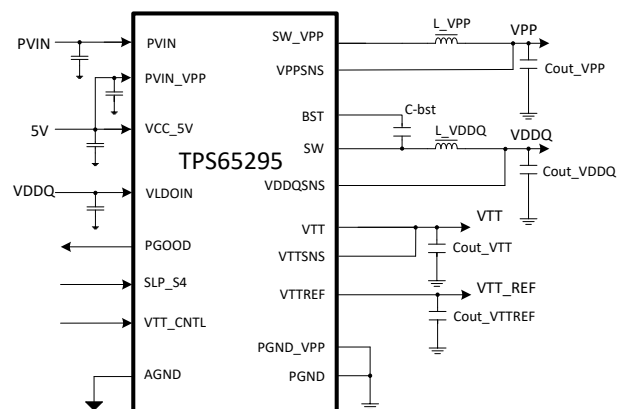 PVIN
PVIN
PVIN_VPP
5V
VCC_5V
TPS65295
VDDQ
VLDOIN
PGOOD
SLP_S4
VTT_CNTL
AGND
SW_VPP
L_VPP
VPP
VPPSNS
Cout_VPP
BST
C-bst
SW
L_VDDQ
VDDQ
VDDQSNS
Cout_VDDQ
VTT
VTT
VTTSNS
Cout_VTT
VTTREF
VTT_REF
Cout_VTTREF
PGND_VPP
PGND